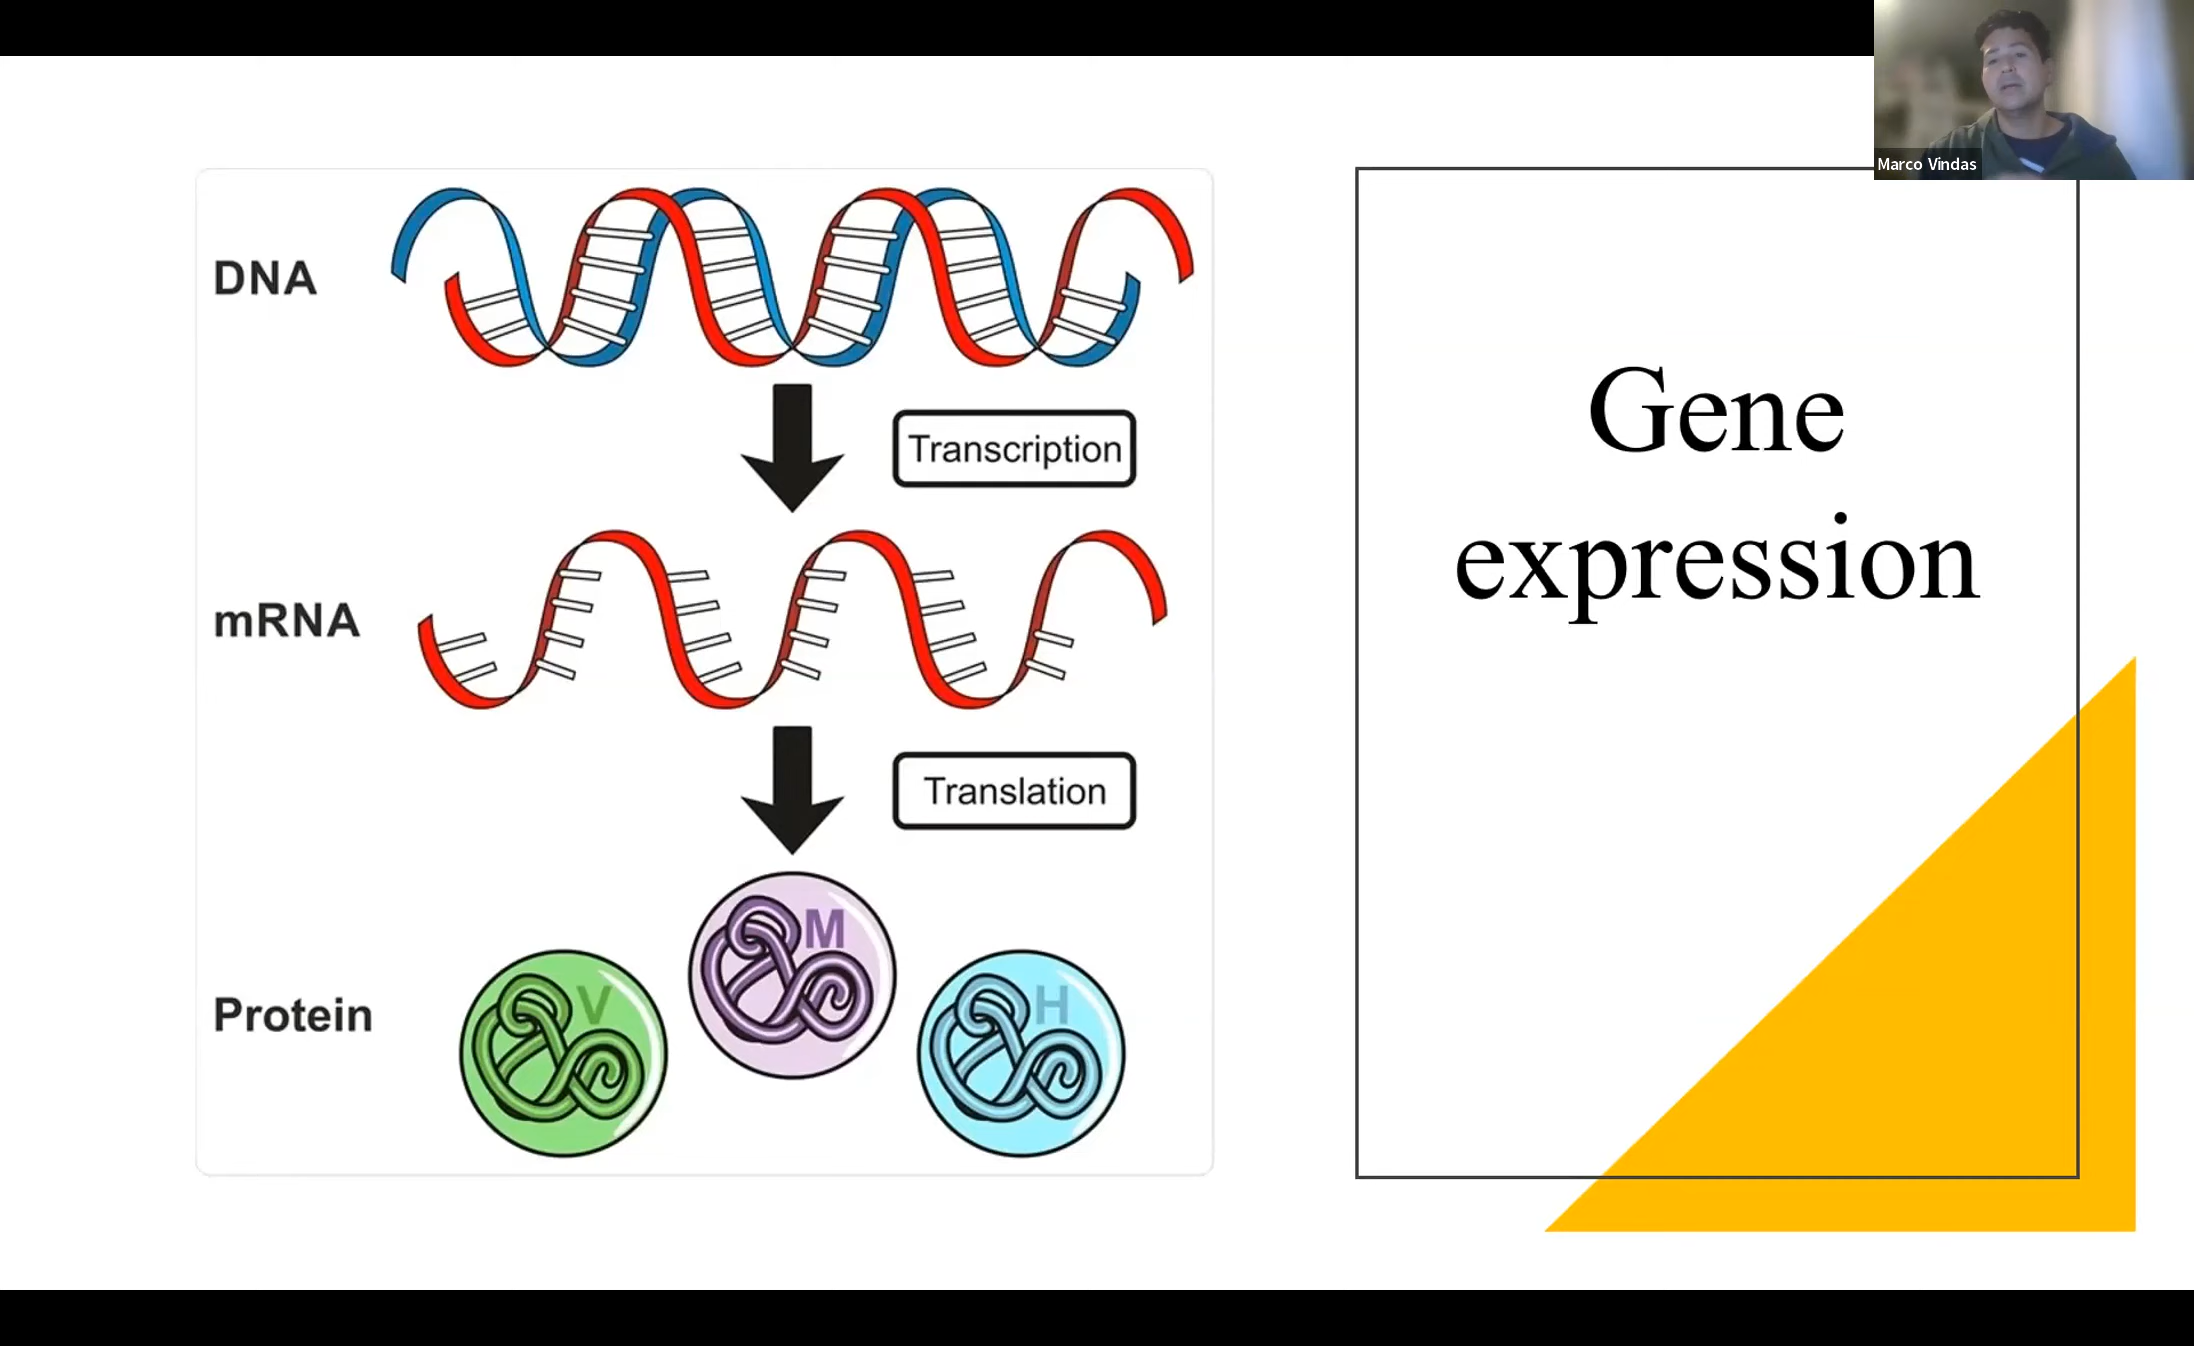 Marco Vindas
DNA
Transcription
mRNA
Translation
Protein
V
M
H
Gene
expression